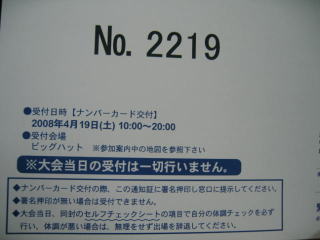 No. 2219
●受付日時【ナンバーカード交付】
2008年4月19日(土) 10:00～20:00
●受付会場
ビッグハット ※参加案内中の地図を参照下さい
※大会当日の受付は一切行いません。
◆ナンバーカード交付の際、この通知証に署名押印し窓口に提示してください。
◆署名押印が無い場合は受付できません。
◆大会当日、同封のセルフチェックシートの項目で自分の体調チェックを必ず
行い、体調が悪い場合は、無理をせず出場を辞退してください。